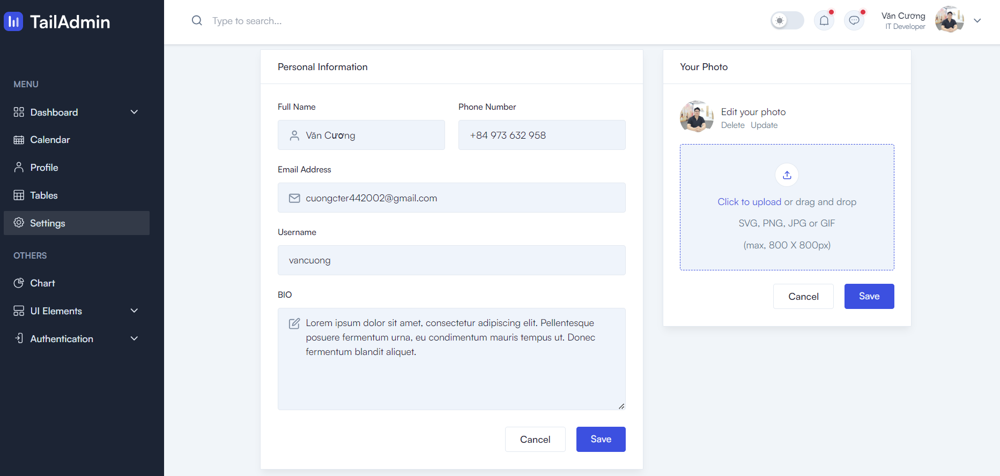 TailAdmin
Type to search...
Văn Cương
IT Developer
MENU
Dashboard
Calendar
Profile
Tables
Settings
OTHERS
Chart
UI Elements
Authentication
Personal Information
Full Name
Phone Number
Văn Cương
+84 973 632 958
Email Address
cuongcter442002@gmail.com
Username
vancuong
BIO
Lorem ipsum dolor sit amet, consectetur adipiscing elit. Pellentesque
posuere fermentum urna, eu condimentum mauris tempus ut. Donec
fermentum blandit aliquet.
Cancel
Save
Your Photo
Edit your photo
Delete Update
Click to upload or drag and drop
SVG, PNG, JPG or GIF
(max, 800 X 800px)
Cancel
Save